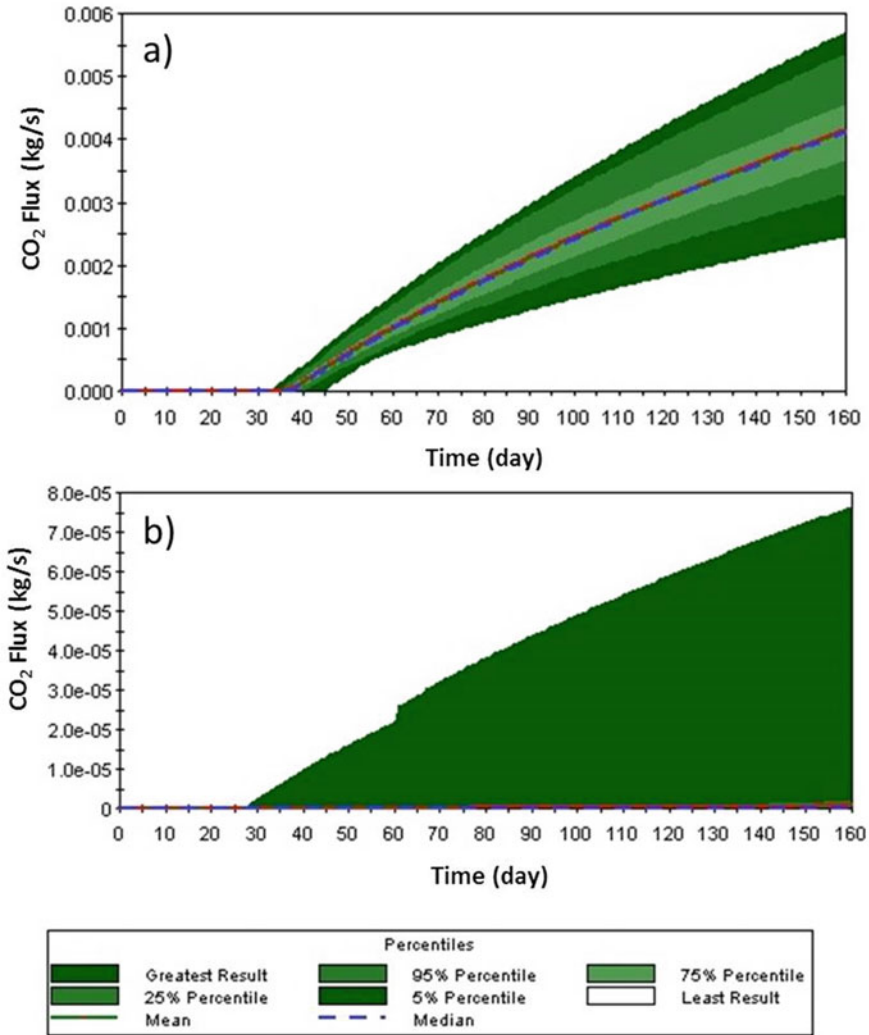 a)
CO2 Flux (kg/s)
0.006
0.005
0.004
0.003
0.002
0.001
0.000
0 10 20 30 40 50 60 70 80 90 100 110 120 130 140 150 160
Time (day)
b)
CO2 Flux (kg/s)
8.0e-05
7.0e-05
6.0e-05
5.0e-05
4.0e-05
3.0e-05
2.0e-05
1.0e-05
0
0 10 20 30 40 50 60 70 80 90 100 110 120 130 140 150 160
Time (day)
Percentiles
Greatest Result 95% Percentile 75% Percentile
25% Percentile 5% Percentile Least Result
Mean Median